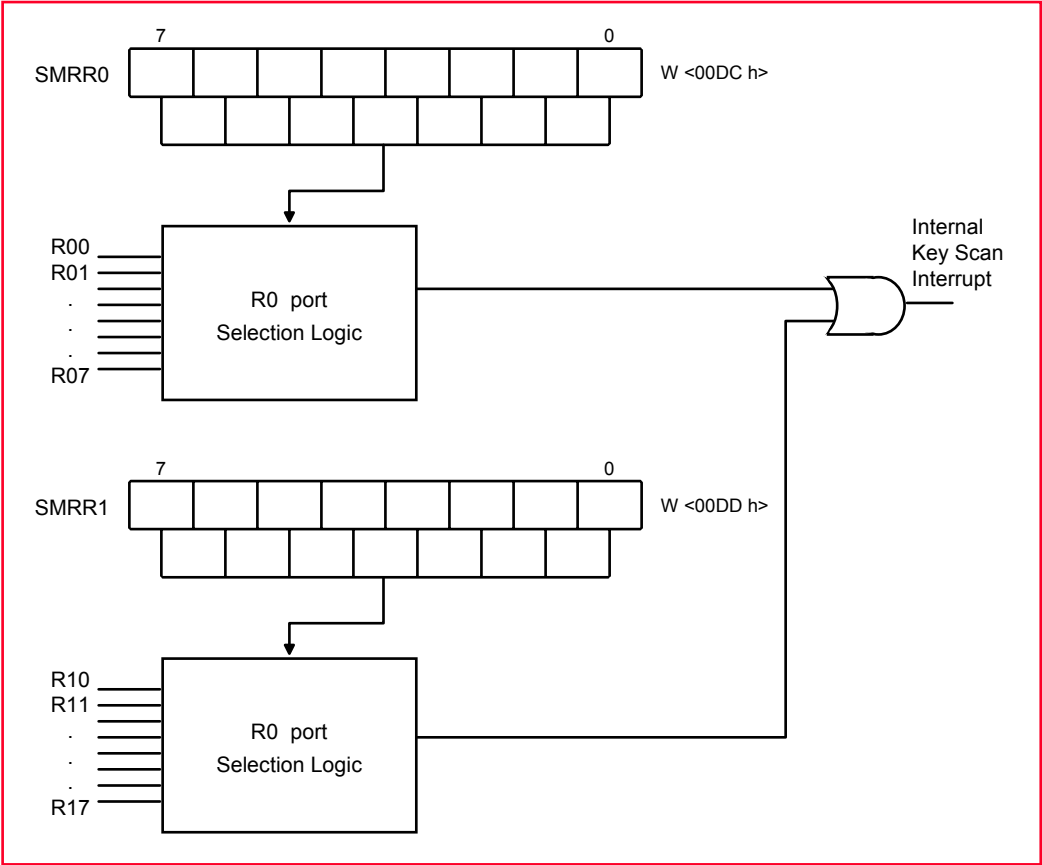 7 0
SMRR0 W <00DC h>
R00
R01
.
.
.
R07
R0 port
Selection Logic
Internal
Key Scan
Interrupt
7 0
SMRR1 W <00DD h>
R10
R11
.
.
.
R17
R0 port
Selection Logic